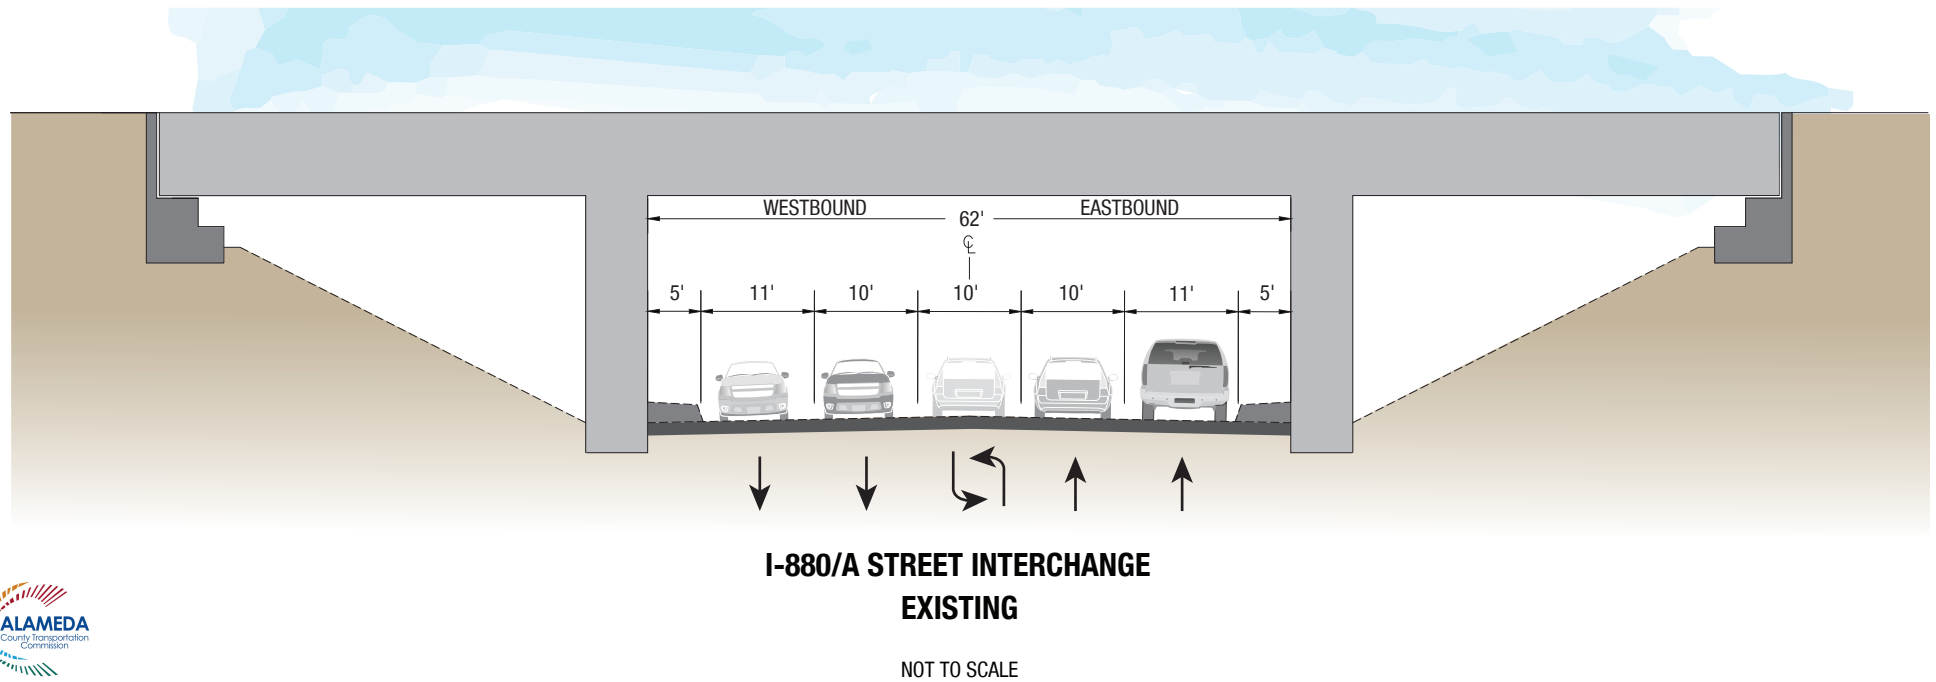 WESTBOUND
EASTBOUND
62'
℄
5' 11' 10' 10' 10' 11' 5'
I-880/A STREET INTERCHANGE
EXISTING
NOT TO SCALE
ALAMEDA
County Transportation
Commission